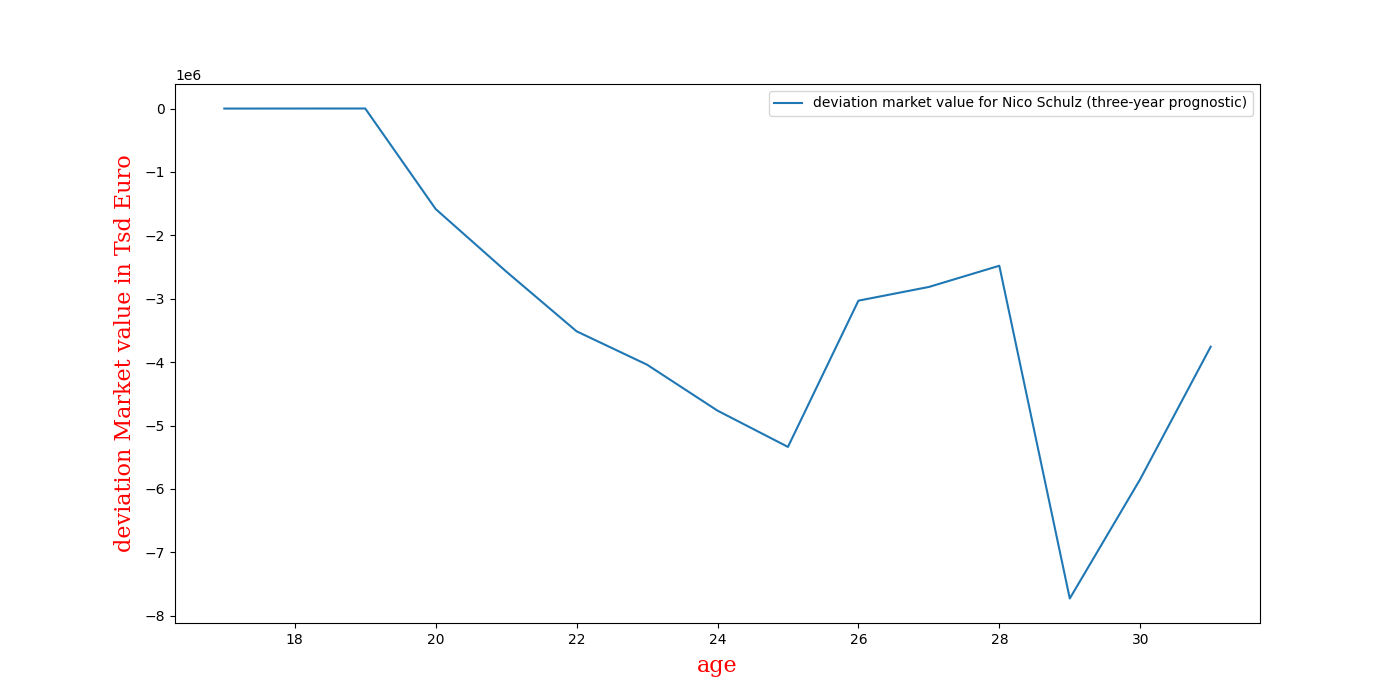 1e6
deviation market value for Nico Schulz (three-year prognostic)
0
−1
−2
−3
−4
−5
−6
−7
−8
deviation Market value in Tsd Euro
18 20 22 24 26 28 30
age